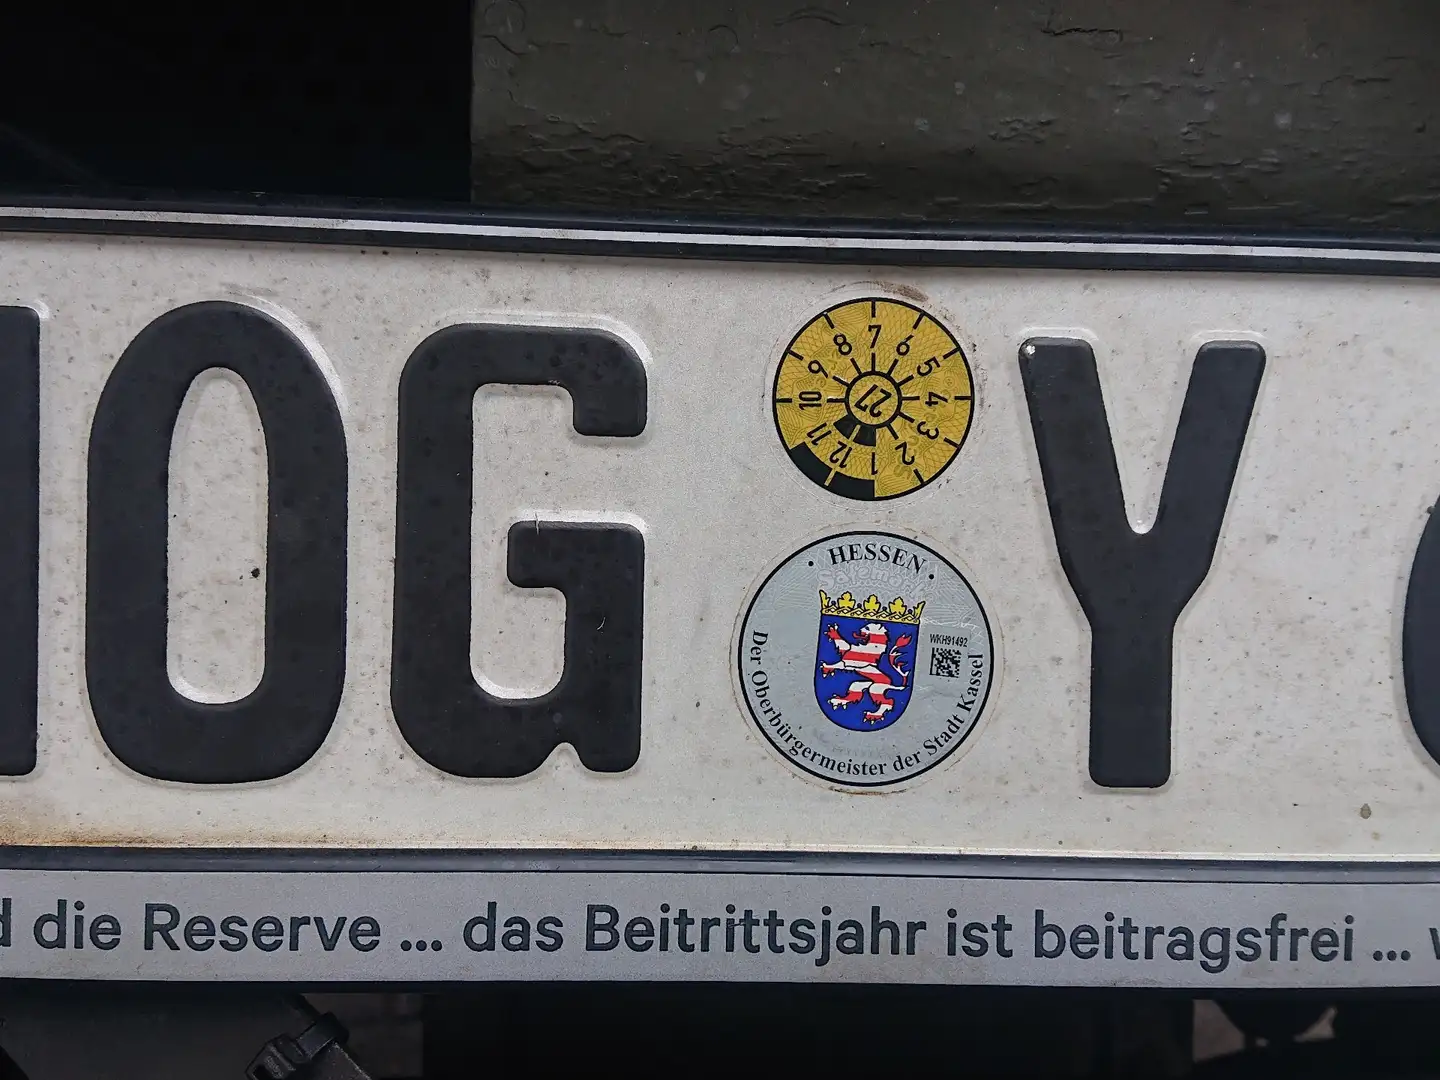 OG Y
7
8 6
9 5
10 27 4
11 3
12 1 2
· HESSEN ·
WKH91492
Der Oberbürgermeister der Stadt Kassel
die Reserve ... das Beitrittsjahr ist beitragsfrei ...